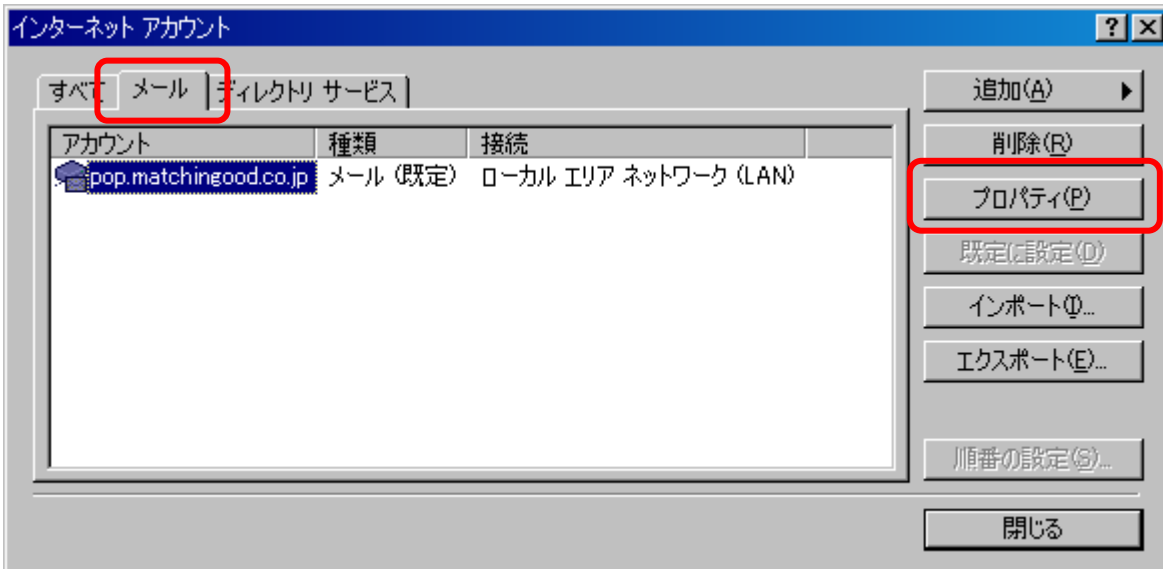 インターネット アカウント
すべて メール ディレクトリ サービス
アカウント 種類 接続
pop.matchingood.co.jp メール (既定) ローカル エリア ネットワーク (LAN)
追加(A)
削除(R)
プロパティ(P)
既定に設定(D)
インポート(I)...
エクスポート(E)...
順番の設定(S)...
閉じる